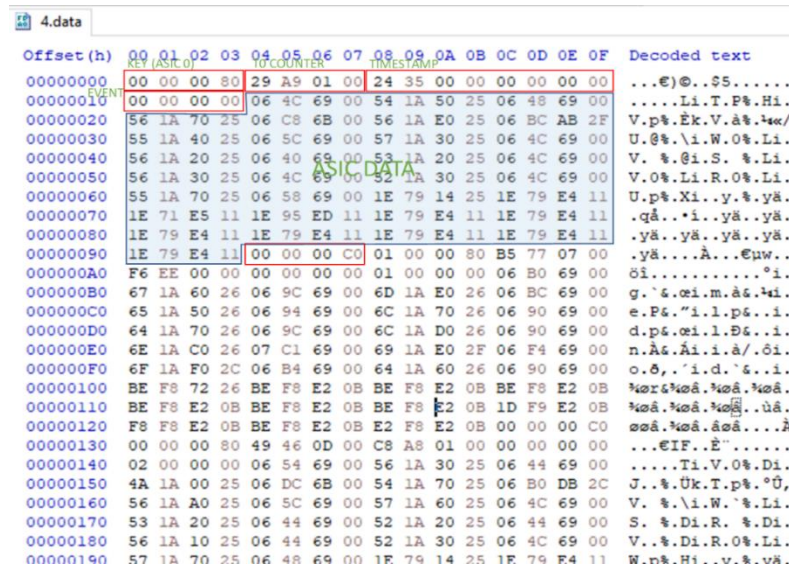 4.data
Offset(h) 00 01 02 03 04 05 06 07 08 09 0A 0B 0C 0D 0E 0F Decoded text
KEY (ASIC 0) T0 COUNTER TIMESTAMP
00000000 00 00 00 80 29 A9 01 00 24 35 00 00 00 00 00 00 ...€)©..$5......
EVENT
00000010 00 00 00 00 06 4C 69 00 54 1A 50 25 06 48 69 00 .....Li.T.P%.Hi.
00000020 56 1A 70 25 06 C8 6B 00 56 1A E0 25 06 BC AB 2F V.p%.Èk.V.à%.¼«/
00000030 55 1A 40 25 06 5C 69 00 57 1A 30 25 06 4C 69 00 U.@%.\i.W.0%.Li.
00000040 56 1A 20 25 06 40 69 00 53 1A 20 25 06 4C 69 00 V. %.@i.S. %.Li.
00000050 56 1A 30 25 06 4C 69 00 52 1A 30 25 06 4C 69 00 V.0%.Li.R.0%.Li.
ASIC DATA
00000060 55 1A 70 25 06 58 69 00 1E 79 14 25 1E 79 E4 11 U.p%.Xi..y.%.yä.
00000070 1E 71 E5 11 1E 95 ED 11 1E 79 E4 11 1E 79 E4 11 .qå..•í..yä..yä.
00000080 1E 79 E4 11 1E 79 E4 11 1E 79 E4 11 1E 79 E4 11 .yä..yä..yä..yä.
00000090 1E 79 E4 11 00 00 00 C0 01 00 00 80 B5 77 07 00 .yä....À...€µw..
000000A0 F6 EE 00 00 00 00 00 00 01 00 00 00 06 B0 69 00 öî...........°i.
000000B0 67 1A 60 26 06 9C 69 00 6D 1A E0 26 06 BC 69 00 g.`&.œi.m.à&.¼i.
000000C0 65 1A 50 26 06 94 69 00 6C 1A 70 26 06 90 69 00 e.P&.”i.l.p&..i.
000000D0 64 1A 70 26 06 9C 69 00 6C 1A D0 26 06 90 69 00 d.p&.œi.l.Ð&..i.
000000E0 6E 1A C0 26 07 C1 69 00 69 1A E0 2F 06 F4 69 00 n.À&.Ái.i.à/.ôi.
000000F0 6F 1A F0 2C 06 B4 69 00 64 1A 60 26 06 90 69 00 o.ð,.´i.d.`&..i.
00000100 BE F8 72 26 BE F8 E2 0B BE F8 E2 0B BE F8 E2 0B ¾ør&¾øâ.¾øâ.¾øâ.
00000110 BE F8 E2 0B BE F8 E2 0B BE F8 E2 0B 1D F9 E2 0B ¾øâ.¾øâ.¾øâ..ùâ.
00000120 F8 F8 E2 0B BE F8 E2 0B E2 F8 E2 0B 00 00 00 C0 øøâ.¾øâ.âøâ....À
00000130 00 00 00 80 49 46 0D 00 C8 A8 01 00 00 00 00 00 ...€IF..È¨......
00000140 02 00 00 00 06 54 69 00 56 1A 30 25 06 44 69 00 .....Ti.V.0%.Di.
00000150 4A 1A 00 25 06 DC 6B 00 54 1A 70 25 06 B0 DB 2C J..%.Ük.T.p%.°Û,
00000160 56 1A A0 25 06 5C 69 00 57 1A 60 25 06 4C 69 00 V. %.\i.W.`%.Li.
00000170 53 1A 20 25 06 44 69 00 52 1A 20 25 06 44 69 00 S. %.Di.R. %.Di.
00000180 56 1A 10 25 06 44 69 00 52 1A 30 25 06 4C 69 00 V..%.Di.R.0%.Li.
00000190 57 1A 70 25 06 48 69 00 1E 79 14 25 1E 79 E4 11 W.p%.Hi..y.%.yä.